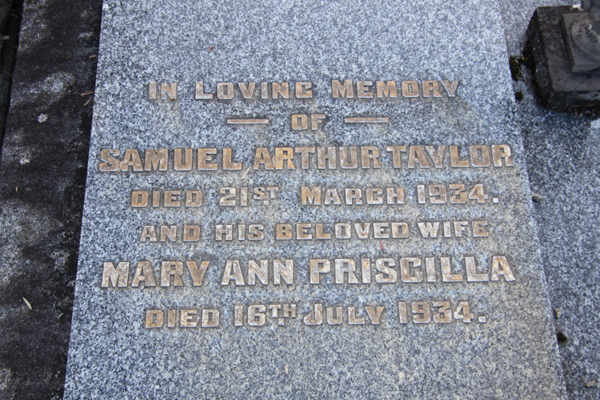 IN LOVING MEMORY
OF
SAMUEL ARTHUR TAYLOR
DIED 21ST MARCH 1934.
AND HIS BELOVED WIFE
MARY ANN PRISCILLA
DIED 16TH JULY 1934.